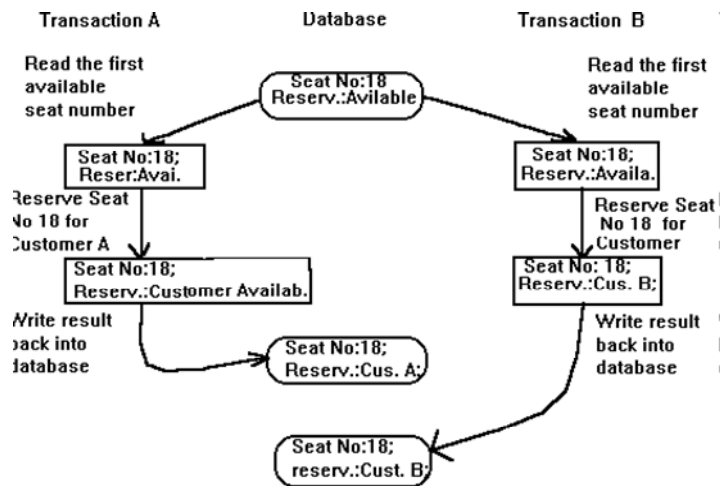 Transaction A
Database
Transaction B
Read the first
available
seat number
Seat No:18
Reserv.:Avilable
Read the first
available
seat number
Seat No:18;
Reser:Avai.
Seat No:18;
Reserv.:Availa.
Reserve Seat
No 18 for
Customer A
Reserve Seat
No 18 for
Customer
Seat No:18;
Reserv.:Customer Availab.
Seat No: 18;
Reserv.:Cus. B;
Write result
back into
database
Seat No:18;
Reserv.:Cus. A;
Write result
back into
database
Seat No:18;
reserv.:Cust. B;